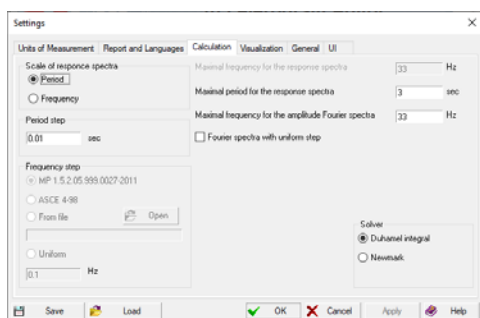 Settings
Units of Measurement Report and Languages Calculation Visualization General UI
Scale of responce spectra
Period
Frequency
Period step
0.01 sec
Frequency step
MP 1.5.2.05.999.0027-2011
ASCE 4-98
From file Open
Uniform
0.1 Hz
Maximal frequency for the response spectra 33 Hz
Maximal period for the response spectra 3 sec
Maximal frequency for the amplitude Fourier spectra 33 Hz
Fourier spectra with uniform step
Solver
Duhamel integral
Newmark
Save Load OK Cancel Apply Help